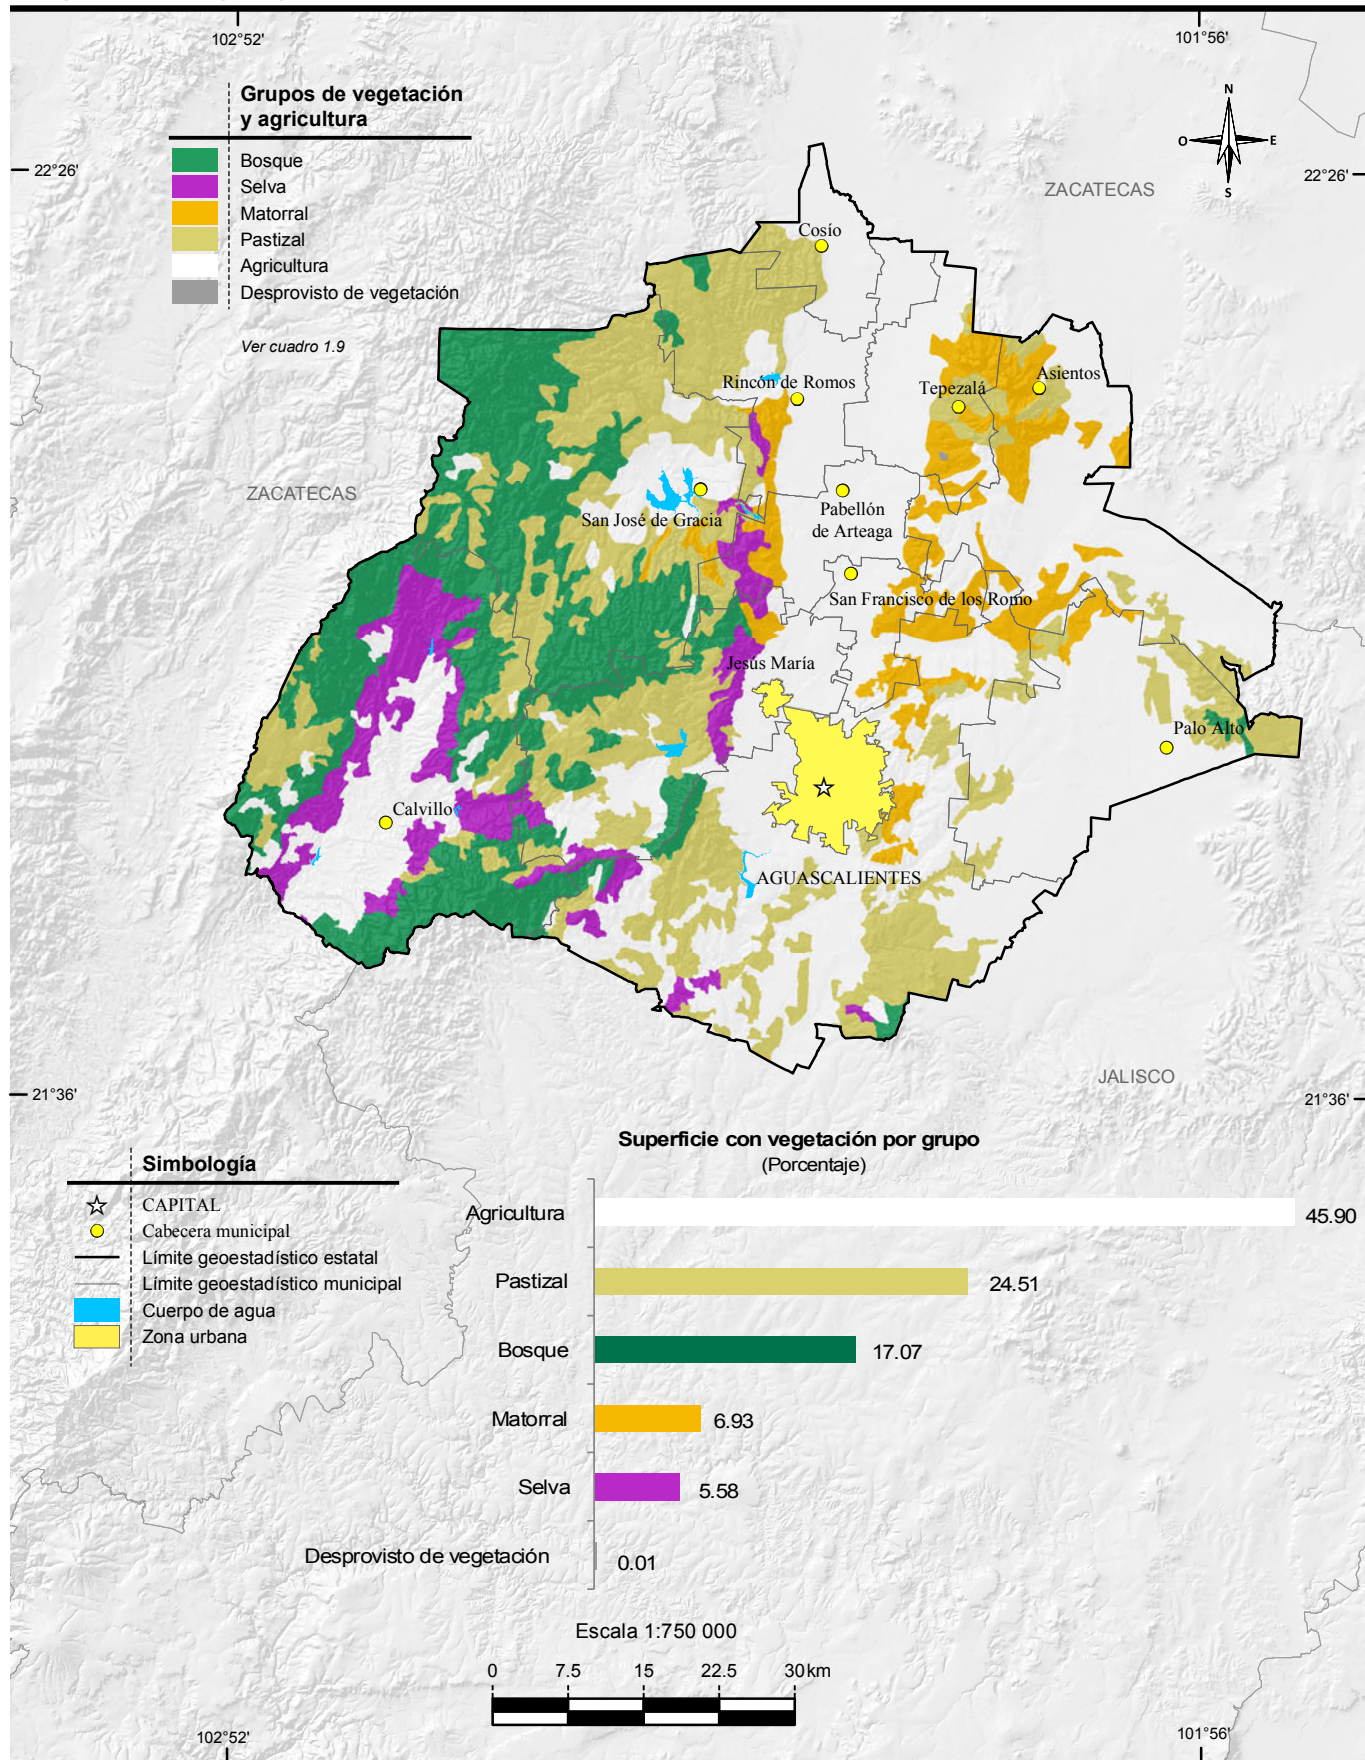 102°52'
101°56'
Grupos de vegetación
y agricultura
Bosque
Selva
Matorral
Pastizal
Agricultura
Desprovisto de vegetación
Ver cuadro 1.9
N
O
E
S
22°26'
22°26'
ZACATECAS
Cosío
Rincón de Romos
Tepezalá
Asientos
ZACATECAS
San José de Gracia
Pabellón
de Arteaga
San Francisco de los Romo
Jesús María
Palo Alto
Calvillo
AGUASCALIENTES
JALISCO
21°36'
21°36'
Simbología
CAPITAL
Cabecera municipal
Límite geoestadístico estatal
Límite geoestadístico municipal
Cuerpo de agua
Zona urbana
Superficie con vegetación por grupo
(Porcentaje)
Agricultura 45.90
Pastizal 24.51
Bosque 17.07
Matorral 6.93
Selva 5.58
Desprovisto de vegetación 0.01
Escala 1:750 000
0 7.5 15 22.5 30 km
102°52'
101°56'